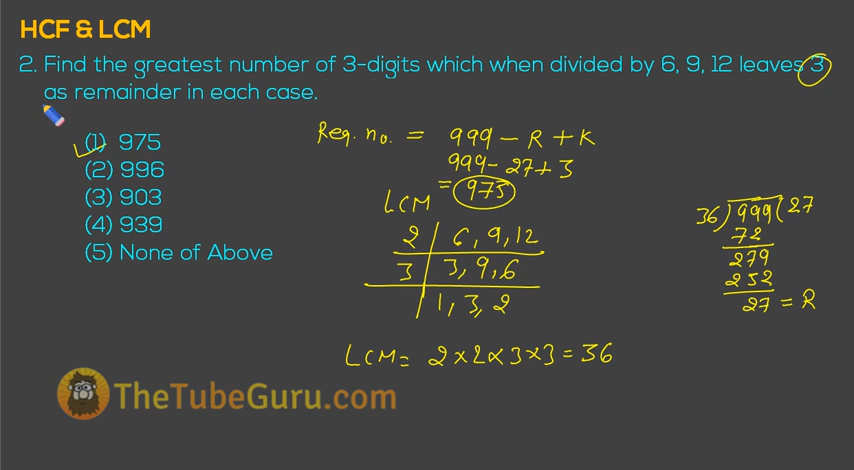 HCF & LCM
2. Find the greatest number of 3-digits which when divided by 6, 9, 12 leaves 3
as remainder in each case.
(1) 975
(2) 996
(3) 903
(4) 939
(5) None of Above
Req. no. = 999 - R + K
999 - 27 + 3
= 975
LCM
2 | 6, 9, 12
3 | 3, 9, 6
| 1, 3, 2
LCM = 2 × 2 × 3 × 3 = 36
36 ) 999 ( 27
72
279
252
27 = R
TheTubeGuru.com